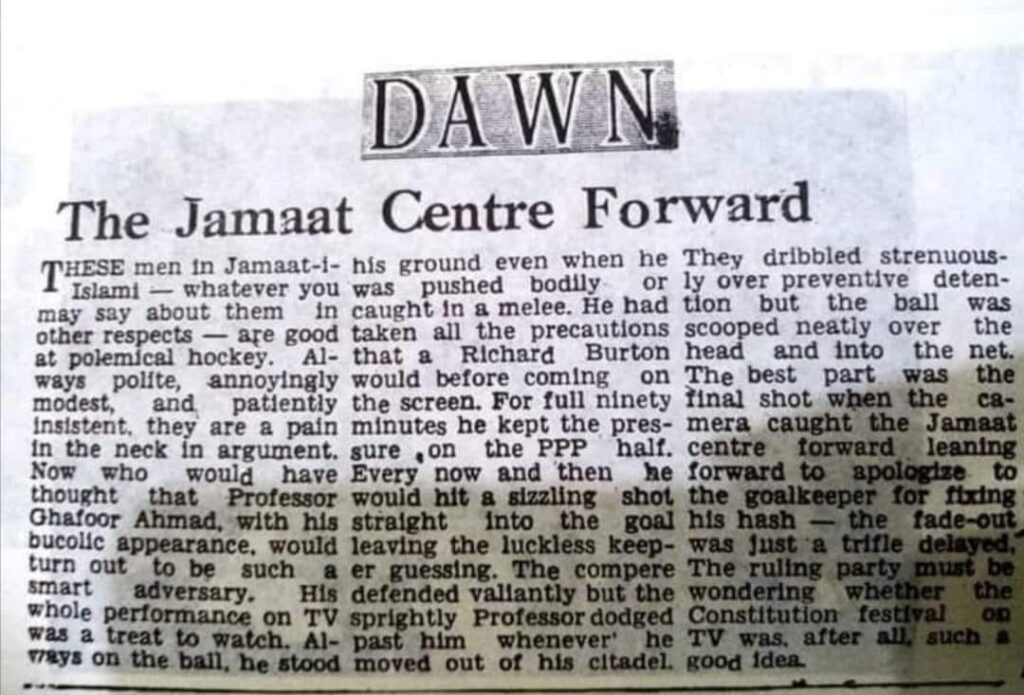 DAWN
The Jamaat Centre Forward
THESE men in Jamaat-i-
Islami — whatever you
may say about them in
other respects — are good
at polemical hockey. Al-
ways polite, annoyingly
modest, and patiently
insistent, they are a pain
in the neck in argument.
Now who would have
thought that Professor
Ghafoor Ahmad, with his
bucolic appearance, would
turn out to be such a
smart adversary. His
whole performance on TV
was a treat to watch. Al-
ways on the ball, he stood
his ground even when he
was pushed bodily or
caught in a melee. He had
taken all the precautions
that a Richard Burton
would before coming on
the screen. For full ninety
minutes he kept the pres-
sure on the PPP half.
Every now and then he
would hit a sizzling shot
straight into the goal
leaving the luckless keep-
er guessing. The compere
defended valiantly but the
sprightly Professor dodged
past him whenever he
moved out of his citadel.
They dribbled strenuous-
ly over preventive deten-
tion but the ball was
scooped neatly over the
head and into the net.
The best part was the
final shot when the ca-
mera caught the Jamaat
centre forward leaning
forward to apologize to
the goalkeeper for fixing
his hash — the fade-out
was just a trifle delayed.
The ruling party must be
wondering whether the
Constitution festival on
TV was, after all, such a
good idea.